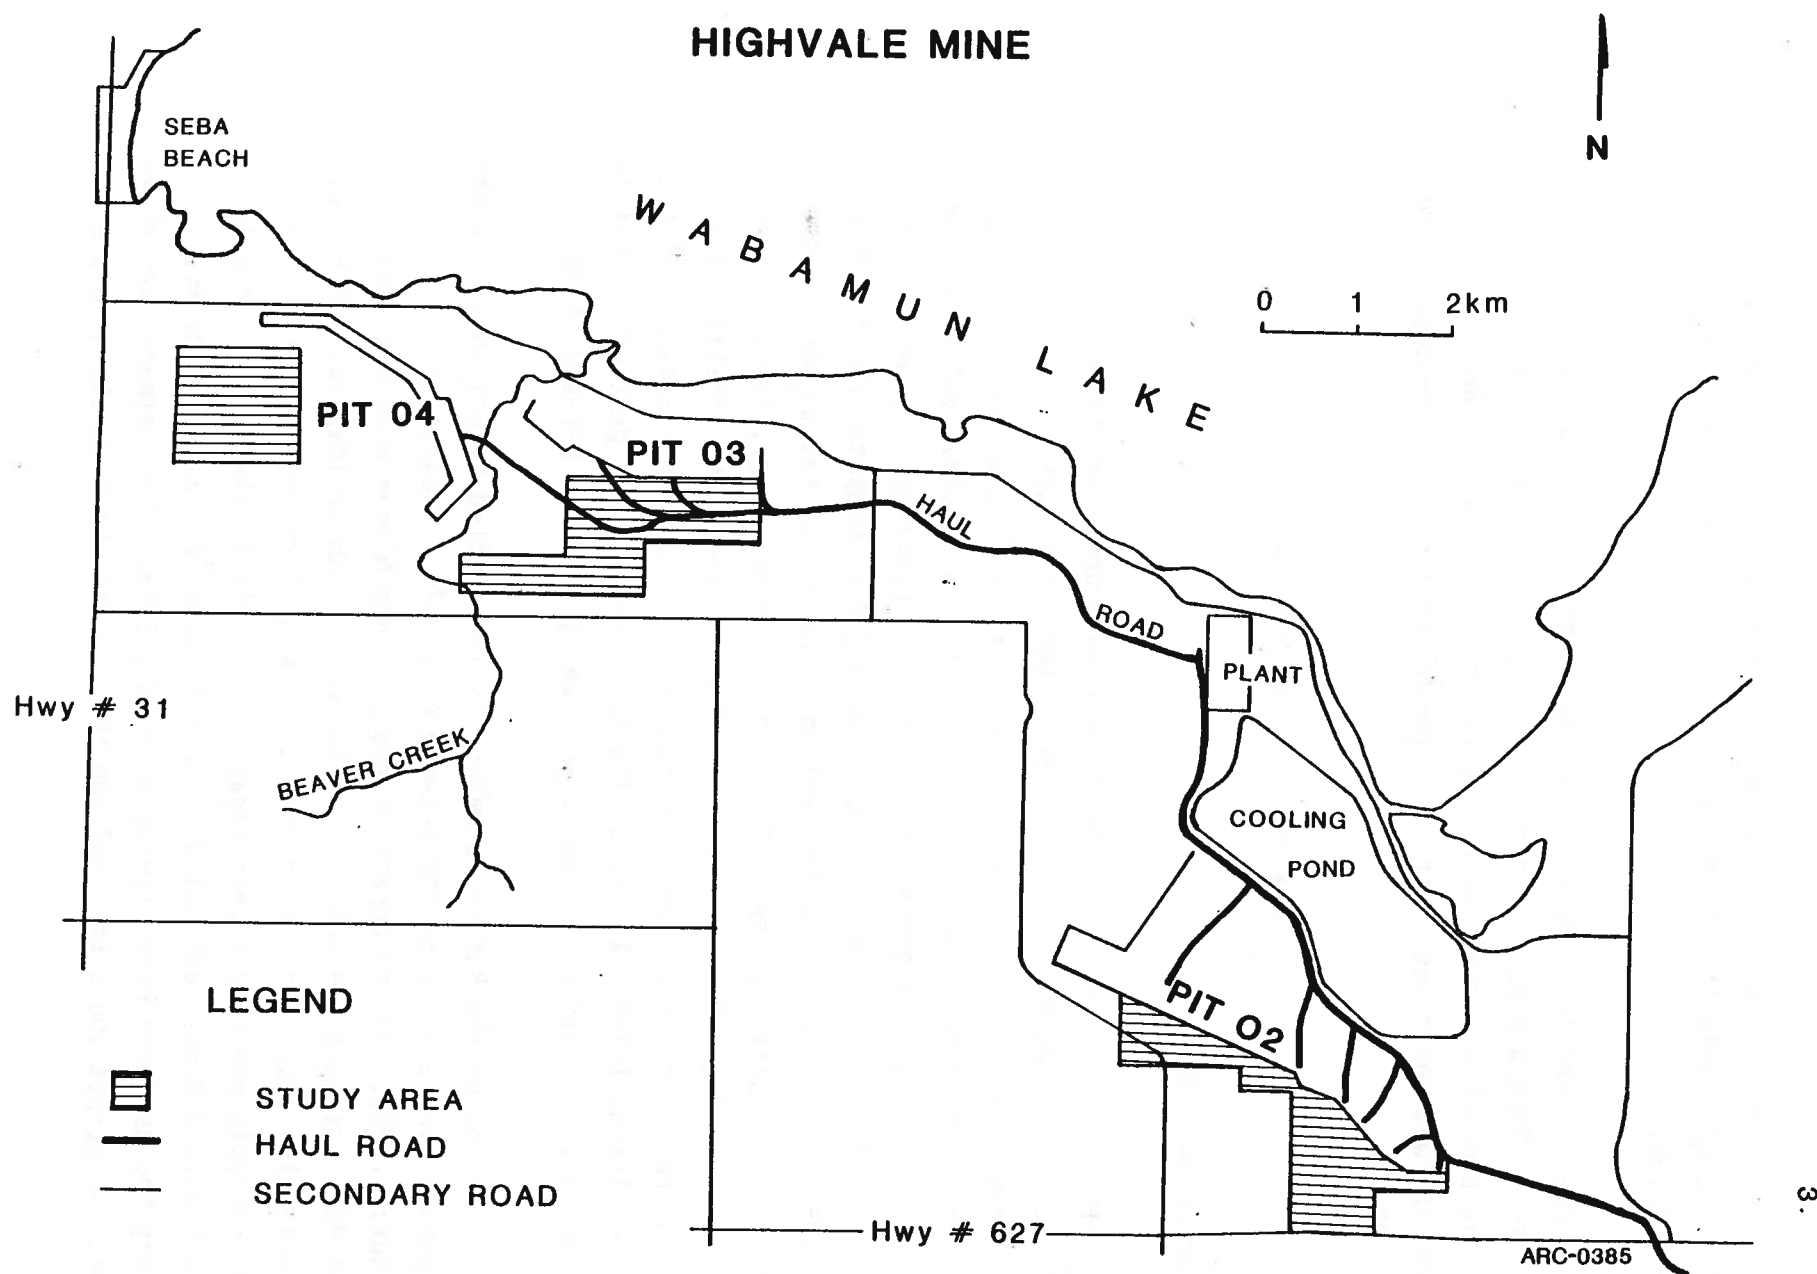 HIGHVALE MINE
N
SEBA
BEACH
WABAMUN LAKE
0 1 2km
PIT 04
PIT 03
HAUL
ROAD
PLANT
Hwy # 31
BEAVER CREEK
COOLING
POND
PIT 02
LEGEND
STUDY AREA
HAUL ROAD
SECONDARY ROAD
Hwy # 627
ARC-0385
3.